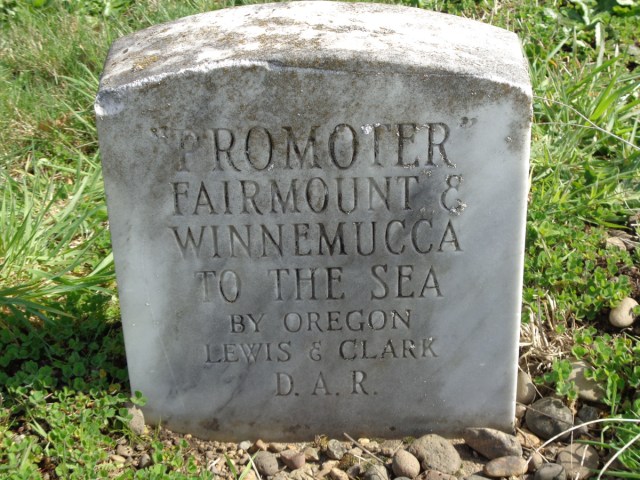 "PROMOTER"
FAIRMOUNT &
WINNEMUCCA
TO THE SEA
BY OREGON
LEWIS & CLARK
D. A. R.